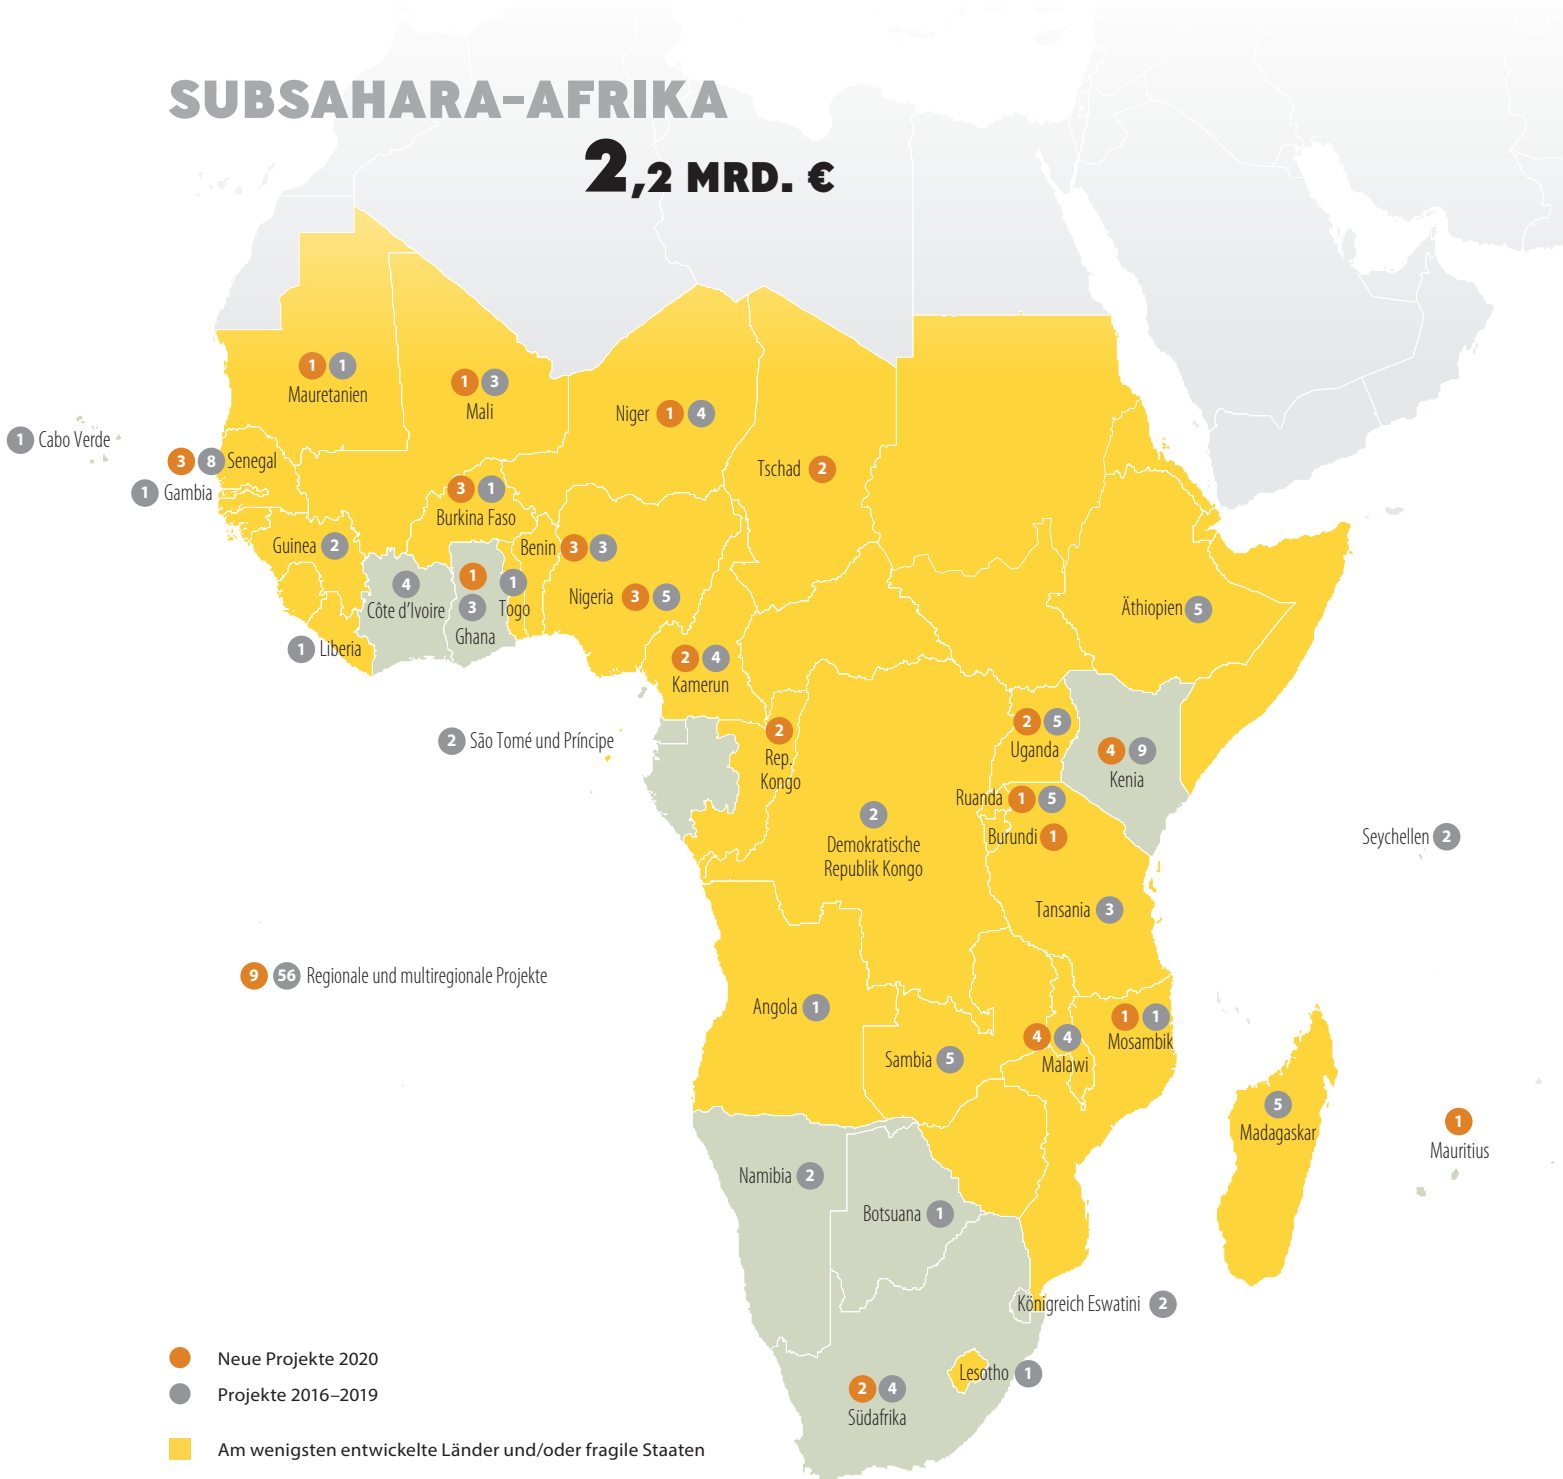 SUBSAHARA-AFRIKA
2,2 MRD. €
1 1
Mauretanien
1 3
Mali
Niger 1 4
Tschad 2
1 Cabo Verde
3 8 Senegal
1 Gambia
3 1
Burkina Faso
Guinea 2
Benin 3 3
4
Côte d'Ivoire
1
3
Ghana
1
Togo
Nigeria 3 5
Äthiopien 5
1 Liberia
2 4
Kamerun
2 São Tomé und Príncipe
2
Rep.
Kongo
2 5
Uganda
4 9
Kenia
Ruanda 1 5
Burundi 1
2
Demokratische
Republik Kongo
Seychellen 2
Tansania 3
9 56 Regionale und multiregionale Projekte
Angola 1
1 1
Mosambik
4 4
Malawi
Sambia 5
5
Madagaskar
1
Mauritius
Namibia 2
Botsuana 1
Königreich Eswatini 2
Lesotho 1
2 4
Südafrika
Neue Projekte 2020
Projekte 2016–2019
Am wenigsten entwickelte Länder und/oder fragile Staaten